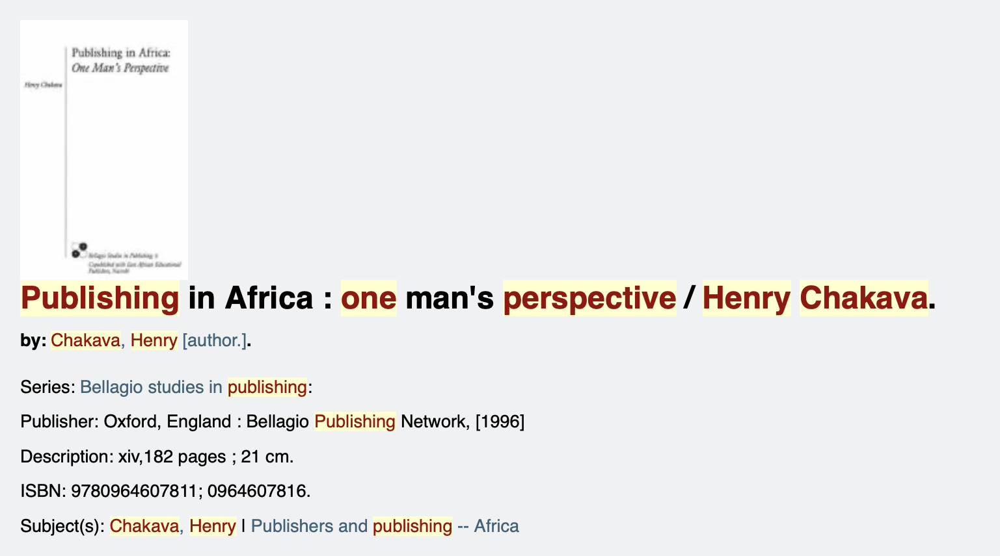 Publishing in Africa:
One Man's Perspective
Henry Chakava
Bellagio Studies in Publishing
Copublished with East African Educational
Publishers, Nairobi
Publishing in Africa : one man's perspective / Henry Chakava.
by: Chakava, Henry [author.].
Series: Bellagio studies in publishing:
Publisher: Oxford, England : Bellagio Publishing Network, [1996]
Description: xiv,182 pages ; 21 cm.
ISBN: 9780964607811; 0964607816.
Subject(s): Chakava, Henry | Publishers and publishing -- Africa